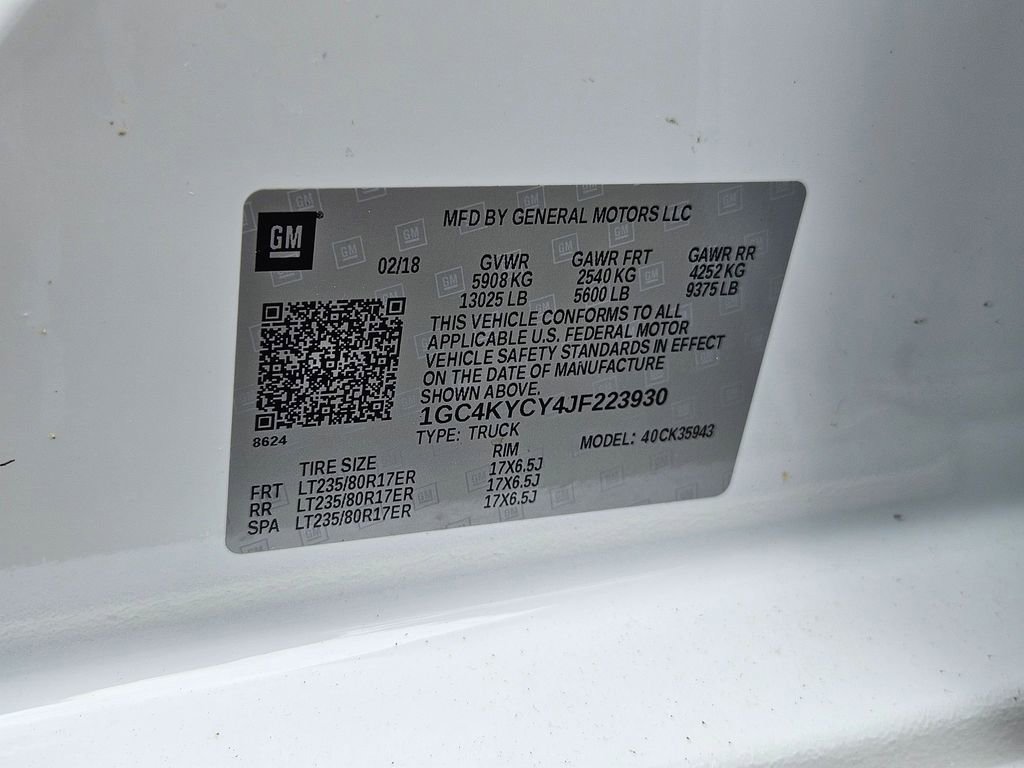 GM
MFD BY GENERAL MOTORS LLC
02/18 GVWR GAWR FRT GAWR RR
5908 KG 2540 KG 4252 KG
13025 LB 5600 LB 9375 LB
THIS VEHICLE CONFORMS TO ALL
APPLICABLE U.S. FEDERAL MOTOR
VEHICLE SAFETY STANDARDS IN EFFECT
ON THE DATE OF MANUFACTURE
SHOWN ABOVE.
1GC4KYCY4JF223930
8624
TYPE: TRUCK MODEL: 40CK35943
TIRE SIZE RIM
FRT LT235/80R17ER 17X6.5J
RR LT235/80R17ER 17X6.5J
SPA LT235/80R17ER 17X6.5J